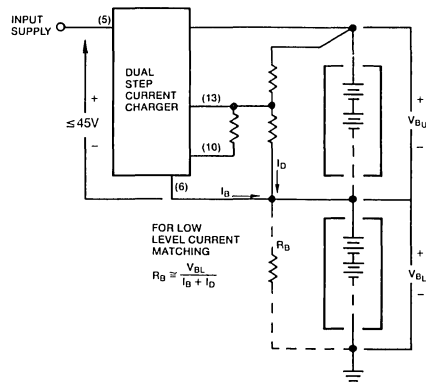 INPUT
SUPPLY
(5)
DUAL
STEP
CURRENT
CHARGER
(13)
(10)
(6)
+
≤45V
−
I_D
I_B
+
V_BU
−
FOR LOW
LEVEL CURRENT
MATCHING
R_B ≅ V_BL / (I_B + I_D)
R_B
+
V_BL
−